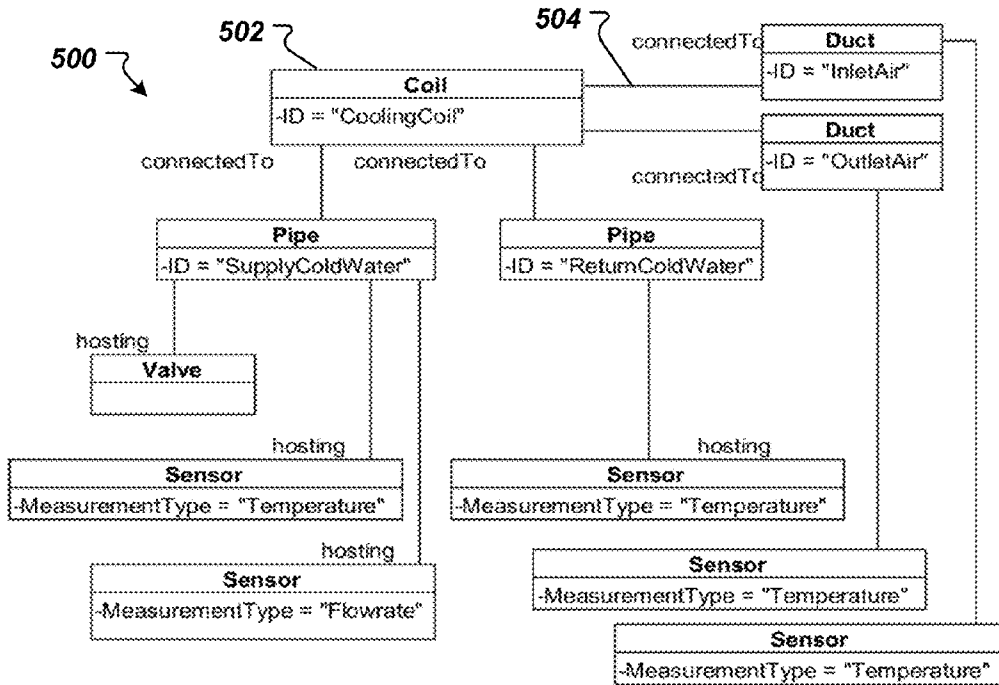 500
502
504
connectedTo
Duct
-ID = "InletAir"
Coil
-ID = "CoolingCoil"
Duct
-ID = "OutletAir"
connectedTo
connectedTo
connectedTo
Pipe
-ID = "SupplyColdWater"
Pipe
-ID = "ReturnColdWater"
hosting
Valve
hosting
Sensor
-MeasurementType = "Temperature"
hosting
Sensor
-MeasurementType = "Temperature"
hosting
Sensor
-MeasurementType = "Flowrate"
Sensor
-MeasurementType = "Temperature"
Sensor
-MeasurementType = "Temperature"